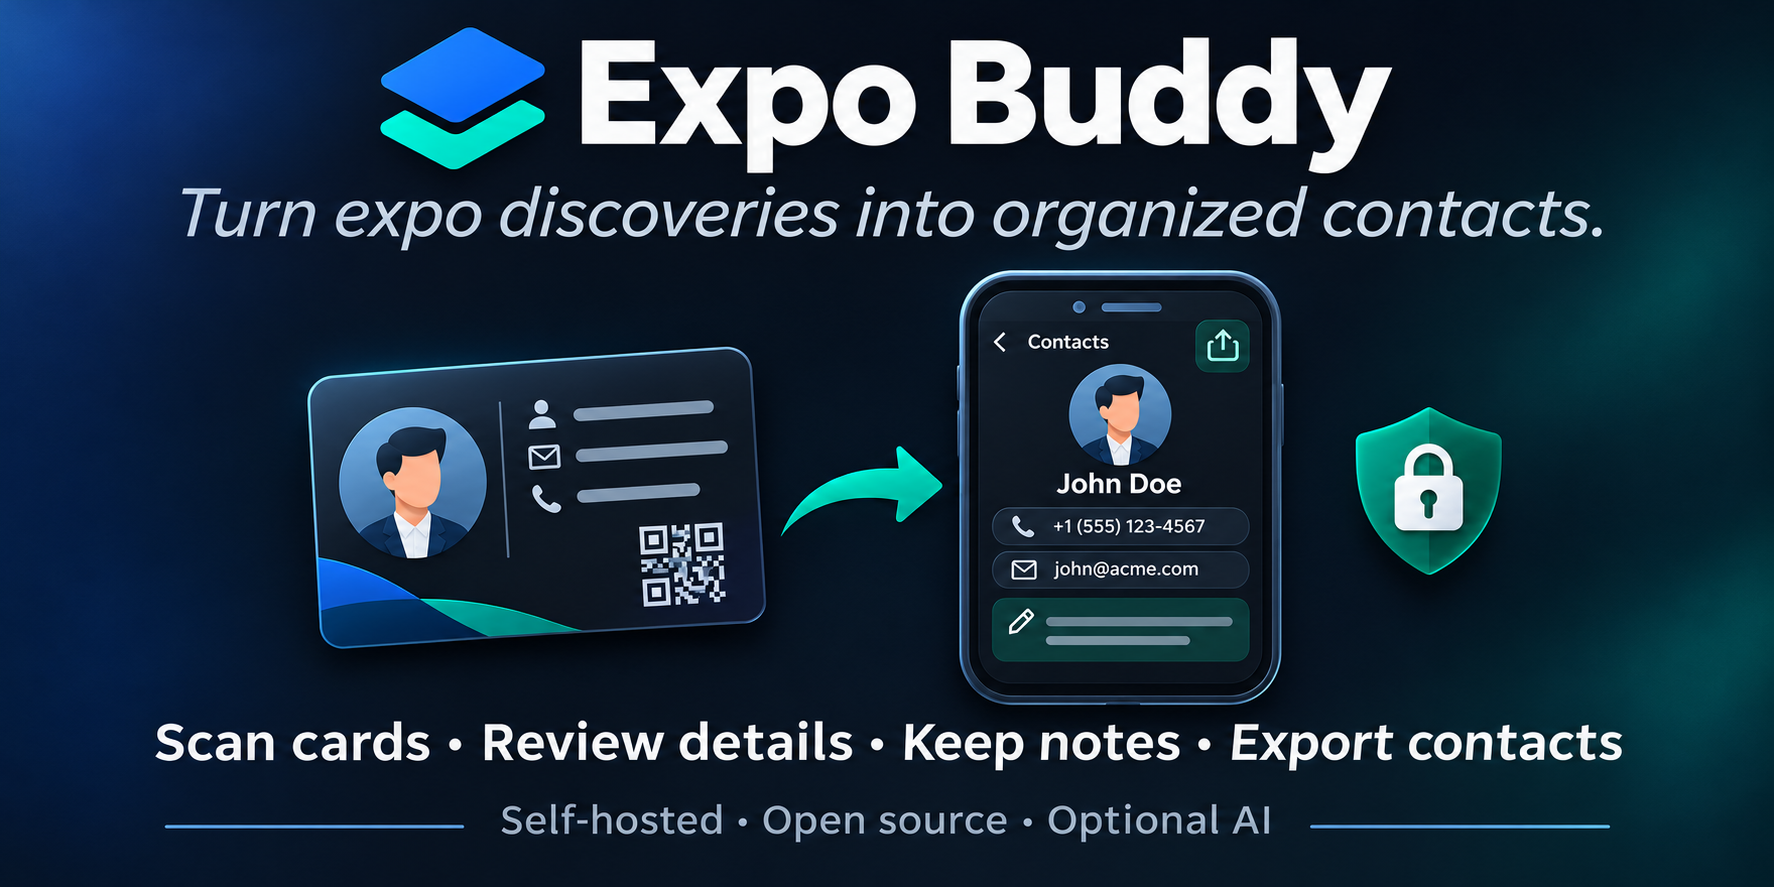 Expo Buddy
Turn expo discoveries into organized contacts.
Contacts
John Doe
+1 (555) 123-4567
john@acme.com
Scan cards • Review details • Keep notes • Export contacts
Self-hosted • Open source • Optional AI